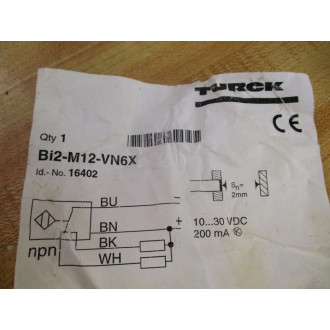 TURCK
Qty 1
Bi2-M12-VN6X
Id.- No. 16402
CE
BU
−
Sn=
2mm
BN
+
10...30 VDC
BK
200 mA
npn
WH